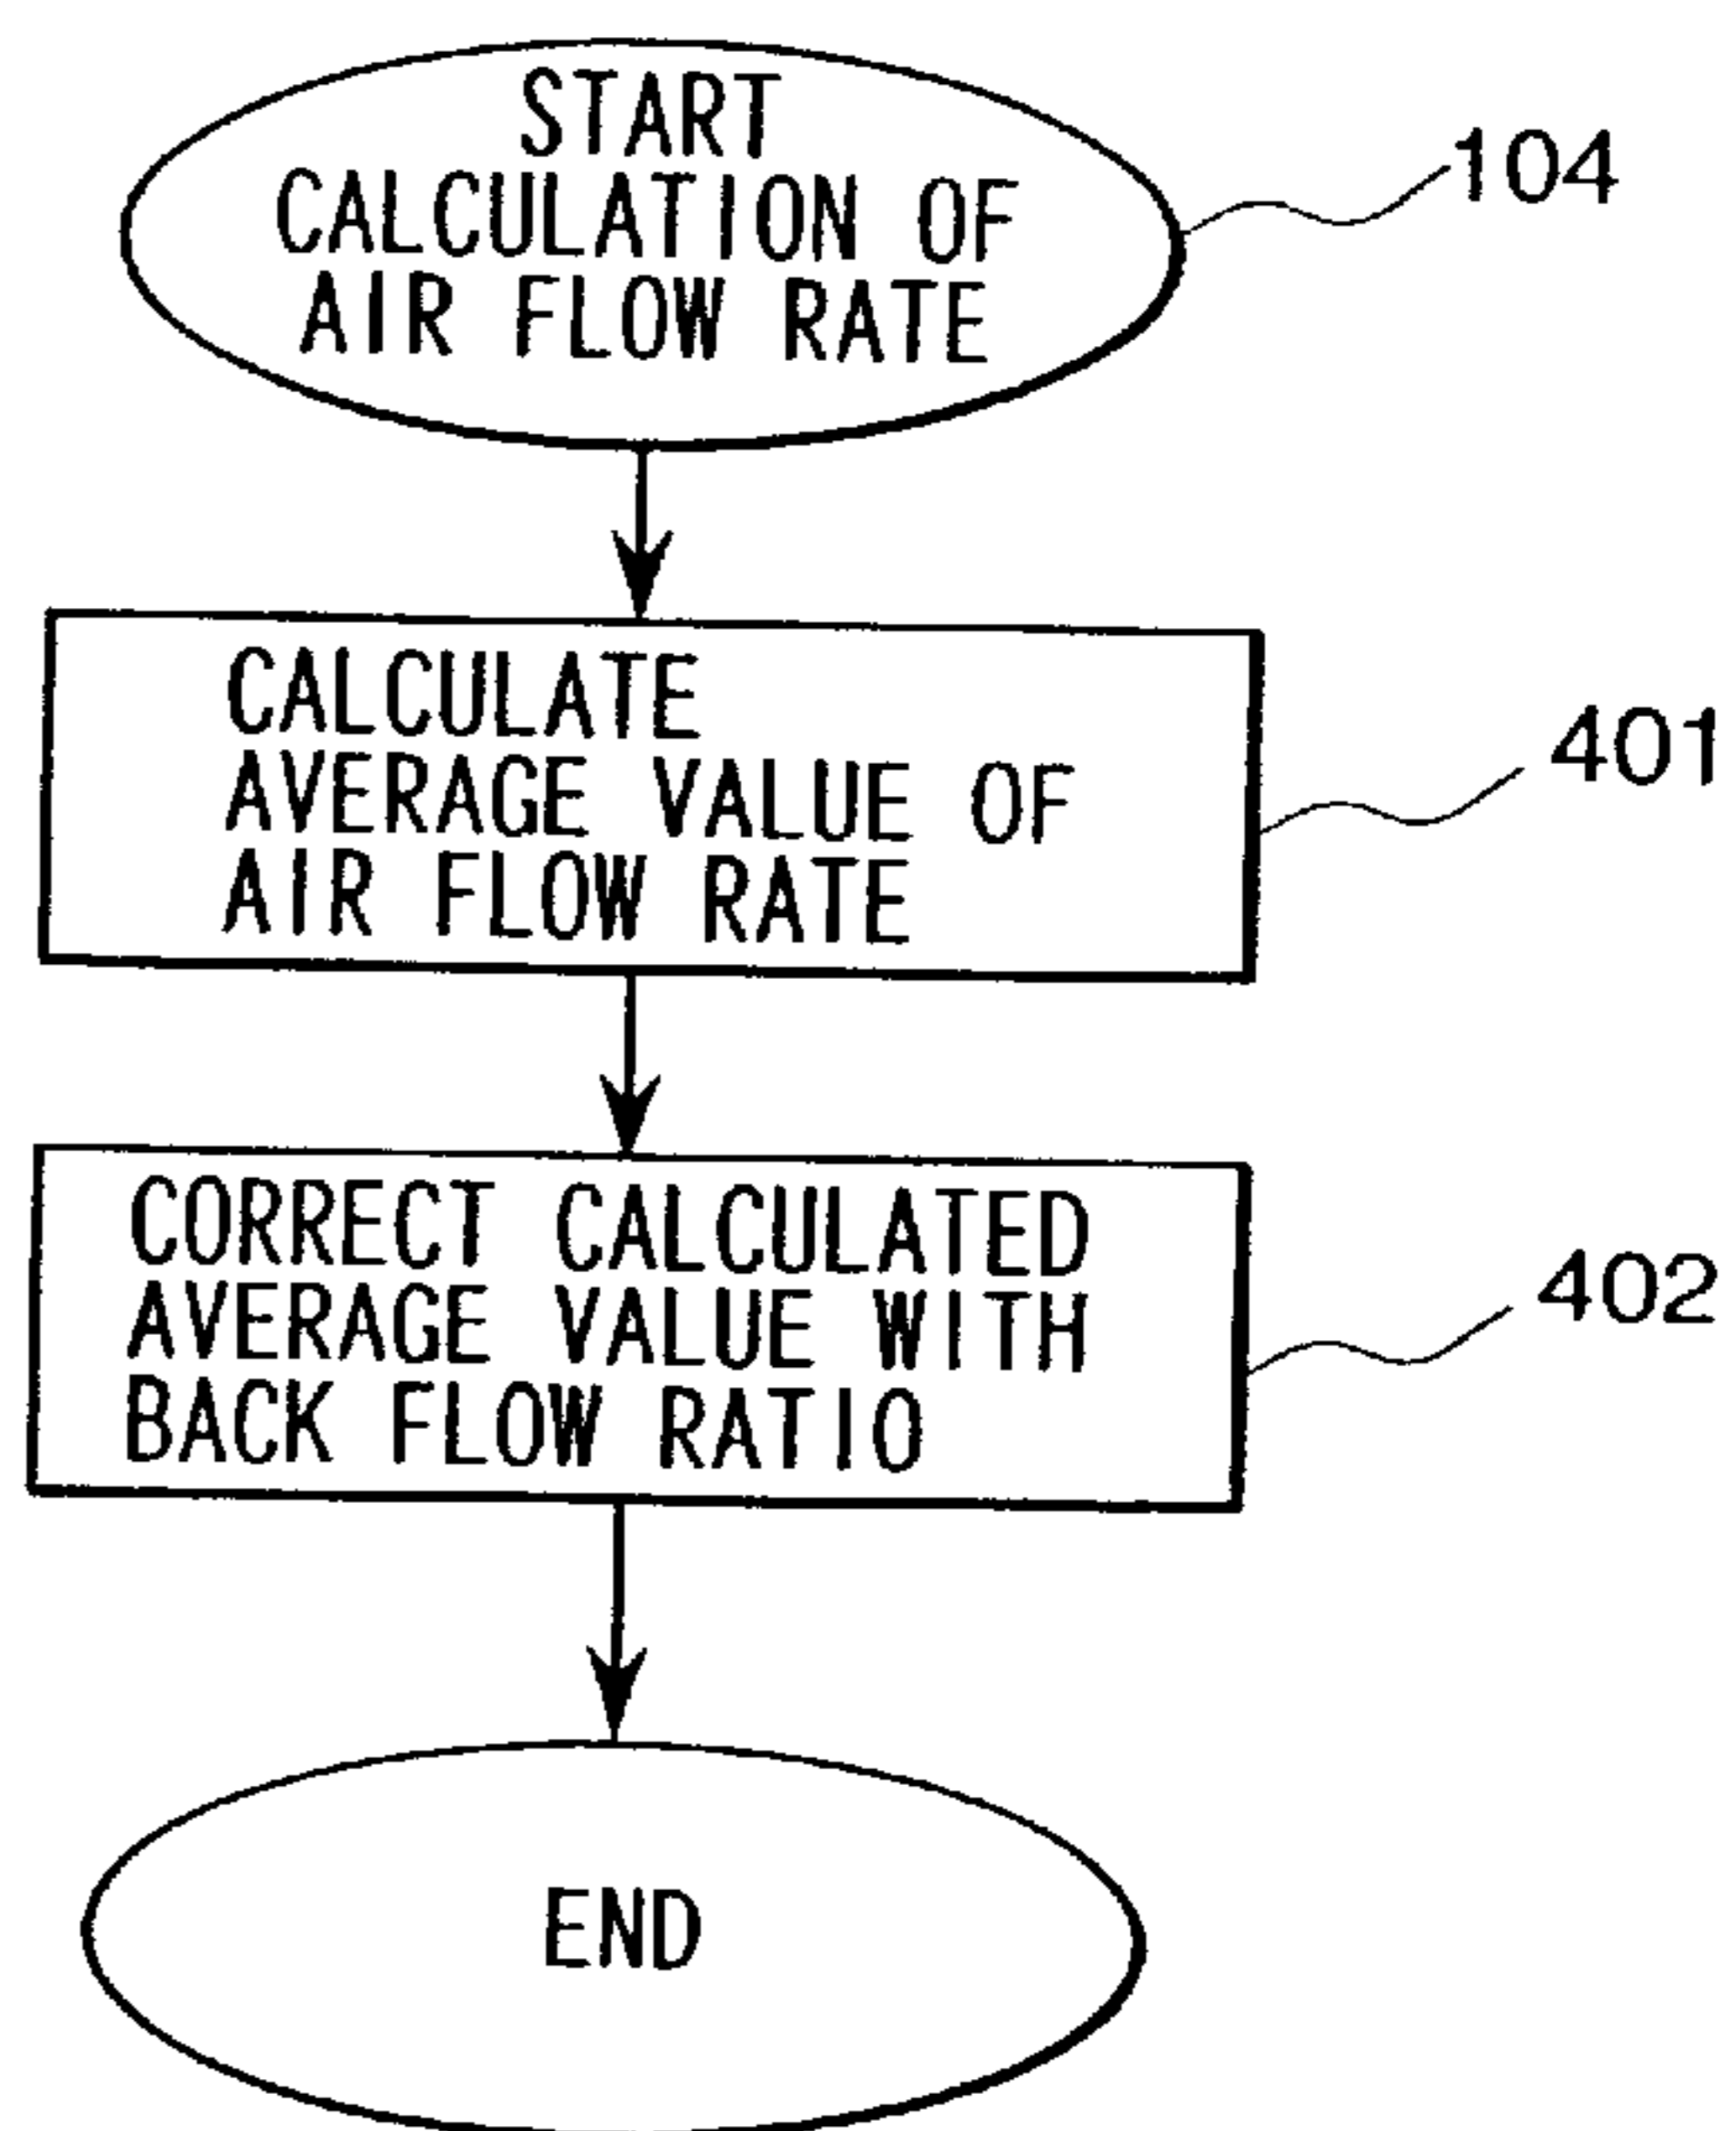 START
CALCULATION OF
AIR FLOW RATE
104
CALCULATE
AVERAGE VALUE OF
AIR FLOW RATE
401
CORRECT CALCULATED
AVERAGE VALUE WITH
BACK FLOW RATIO
402
END